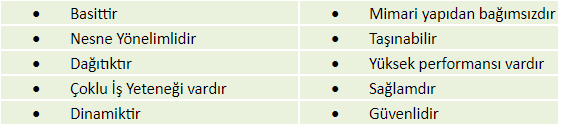 • Basittir
• Mimari yapıdan bağımsızdır
• Nesne Yönelimlidir
• Taşınabilir
• Dağıtıktır
• Yüksek performansı vardır
• Çoklu İş Yeteneği vardır
• Sağlamdır
• Dinamiktir
• Güvenlidir